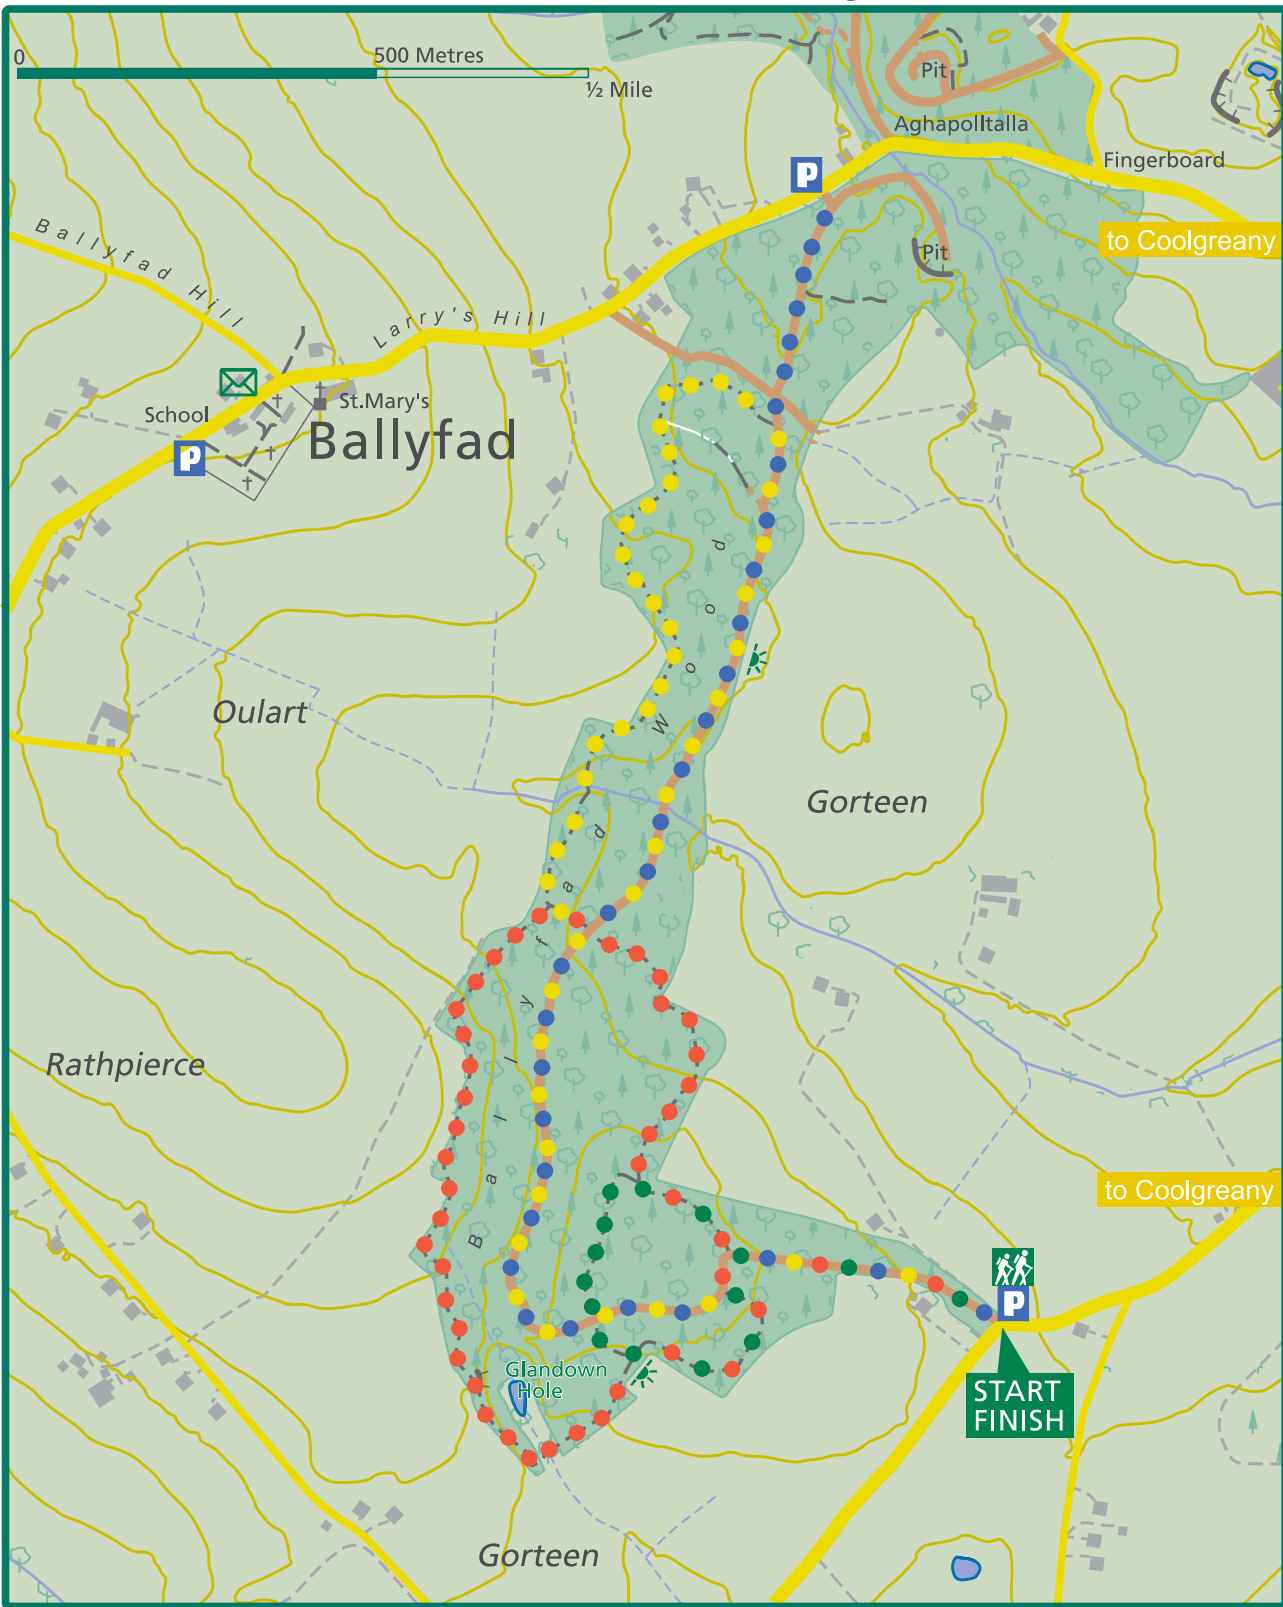 0
500 Metres
½ Mile
Pit
Aghapolltalla
P
Fingerboard
to Coolgreany
Pit
Ballyfad Hill
Larry's Hill
School
St.Mary's
Ballyfad
P
Oulart
Gorteen
Ballyfad Wood
Rathpierce
to Coolgreany
P
Glandown
Hole
START
FINISH
Gorteen